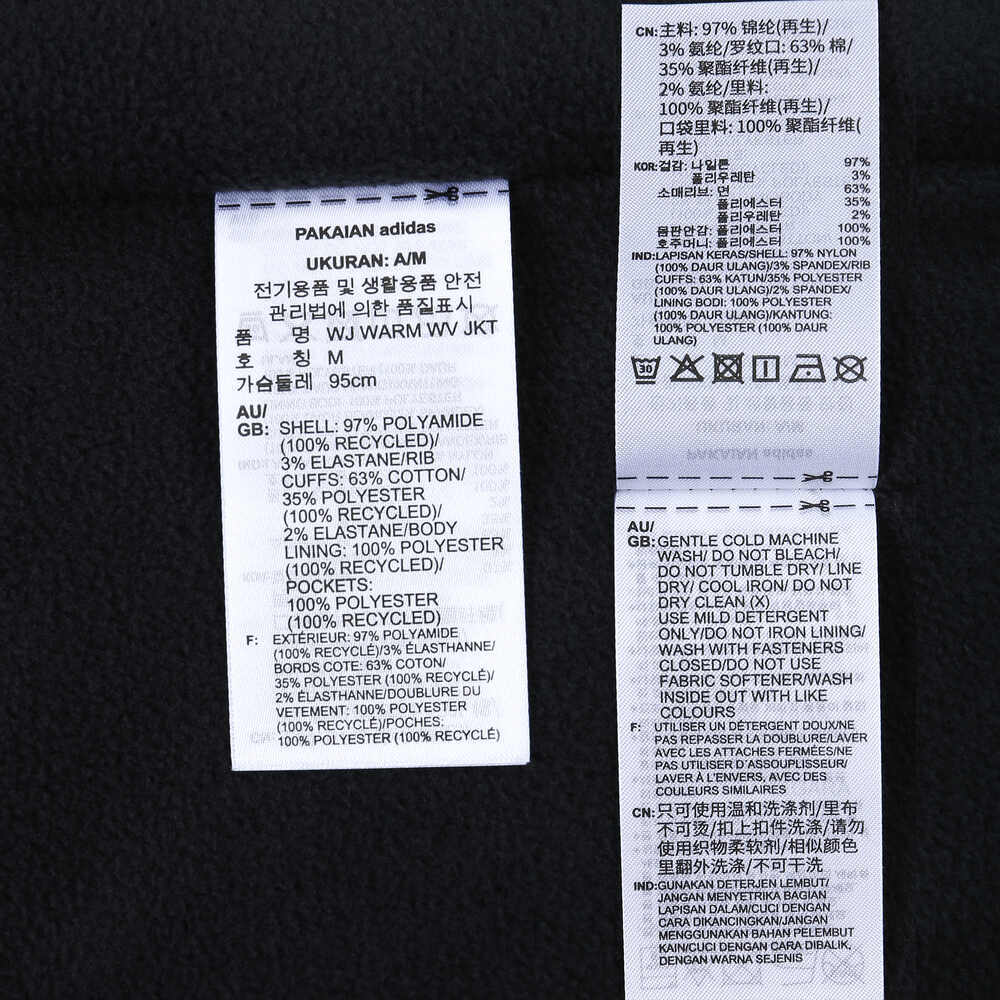 PAKAIAN adidas
UKURAN: A/M
전기용품 및 생활용품 안전
관리법에 의한 품질표시
품 명 WJ WARM WV JKT
호 칭 M
가슴둘레 95cm
AU/
GB: SHELL: 97% POLYAMIDE
(100% RECYCLED)/
3% ELASTANE/RIB
CUFFS: 63% COTTON/
35% POLYESTER
(100% RECYCLED)/
2% ELASTANE/BODY
LINING: 100% POLYESTER
(100% RECYCLED)/
POCKETS:
100% POLYESTER
(100% RECYCLED)
F: EXTÉRIEUR: 97% POLYAMIDE
(100% RECYCLÉ)/3% ÉLASTHANNE/
BORDS COTE: 63% COTON/
35% POLYESTER (100% RECYCLÉ)/
2% ÉLASTHANNE/DOUBLURE DU
VETEMENT: 100% POLYESTER
(100% RECYCLÉ)/POCHES:
100% POLYESTER (100% RECYCLÉ)
CN: 主料: 97% 锦纶(再生)/
3% 氨纶/罗纹口: 63% 棉/
35% 聚酯纤维(再生)/
2% 氨纶/里料:
100% 聚酯纤维(再生)/
口袋里料: 100% 聚酯纤维(
再生)
KOR: 겉감: 나일론 97%
폴리우레탄 3%
소매리브: 면 63%
폴리에스터 35%
폴리우레탄 2%
몸판안감: 폴리에스터 100%
호주머니: 폴리에스터 100%
IND: LAPISAN KERAS/SHELL: 97% NYLON
(100% DAUR ULANG)/3% SPANDEX/RIB
CUFFS: 63% KATUN/35% POLYESTER
(100% DAUR ULANG)/2% SPANDEX/
LINING BODI: 100% POLYESTER
(100% DAUR ULANG)/KANTUNG:
100% POLYESTER (100% DAUR
ULANG)
30
AU/
GB: GENTLE COLD MACHINE
WASH/ DO NOT BLEACH/
DO NOT TUMBLE DRY/ LINE
DRY/ COOL IRON/ DO NOT
DRY CLEAN (X)
USE MILD DETERGENT
ONLY/DO NOT IRON LINING/
WASH WITH FASTENERS
CLOSED/DO NOT USE
FABRIC SOFTENER/WASH
INSIDE OUT WITH LIKE
COLOURS
F: UTILISER UN DÉTERGENT DOUX/NE
PAS REPASSER LA DOUBLURE/LAVER
AVEC LES ATTACHES FERMÉES/NE
PAS UTILISER D'ASSOUPLISSEUR/
LAVER À L'ENVERS, AVEC DES
COULEURS SIMILAIRES
CN: 只可使用温和洗涤剂/里布
不可烫/扣上扣件洗涤/请勿
使用织物柔软剂/相似颜色
里翻外洗涤/不可干洗
IND: GUNAKAN DETERJEN LEMBUT/
JANGAN MENYETRIKA BAGIAN
LAPISAN DALAM/CUCI DENGAN
CARA DIKANCINGKAN/JANGAN
MENGGUNAKAN BAHAN PELEMBUT
KAIN/CUCI DENGAN CARA DIBALIK,
DENGAN WARNA SEJENIS